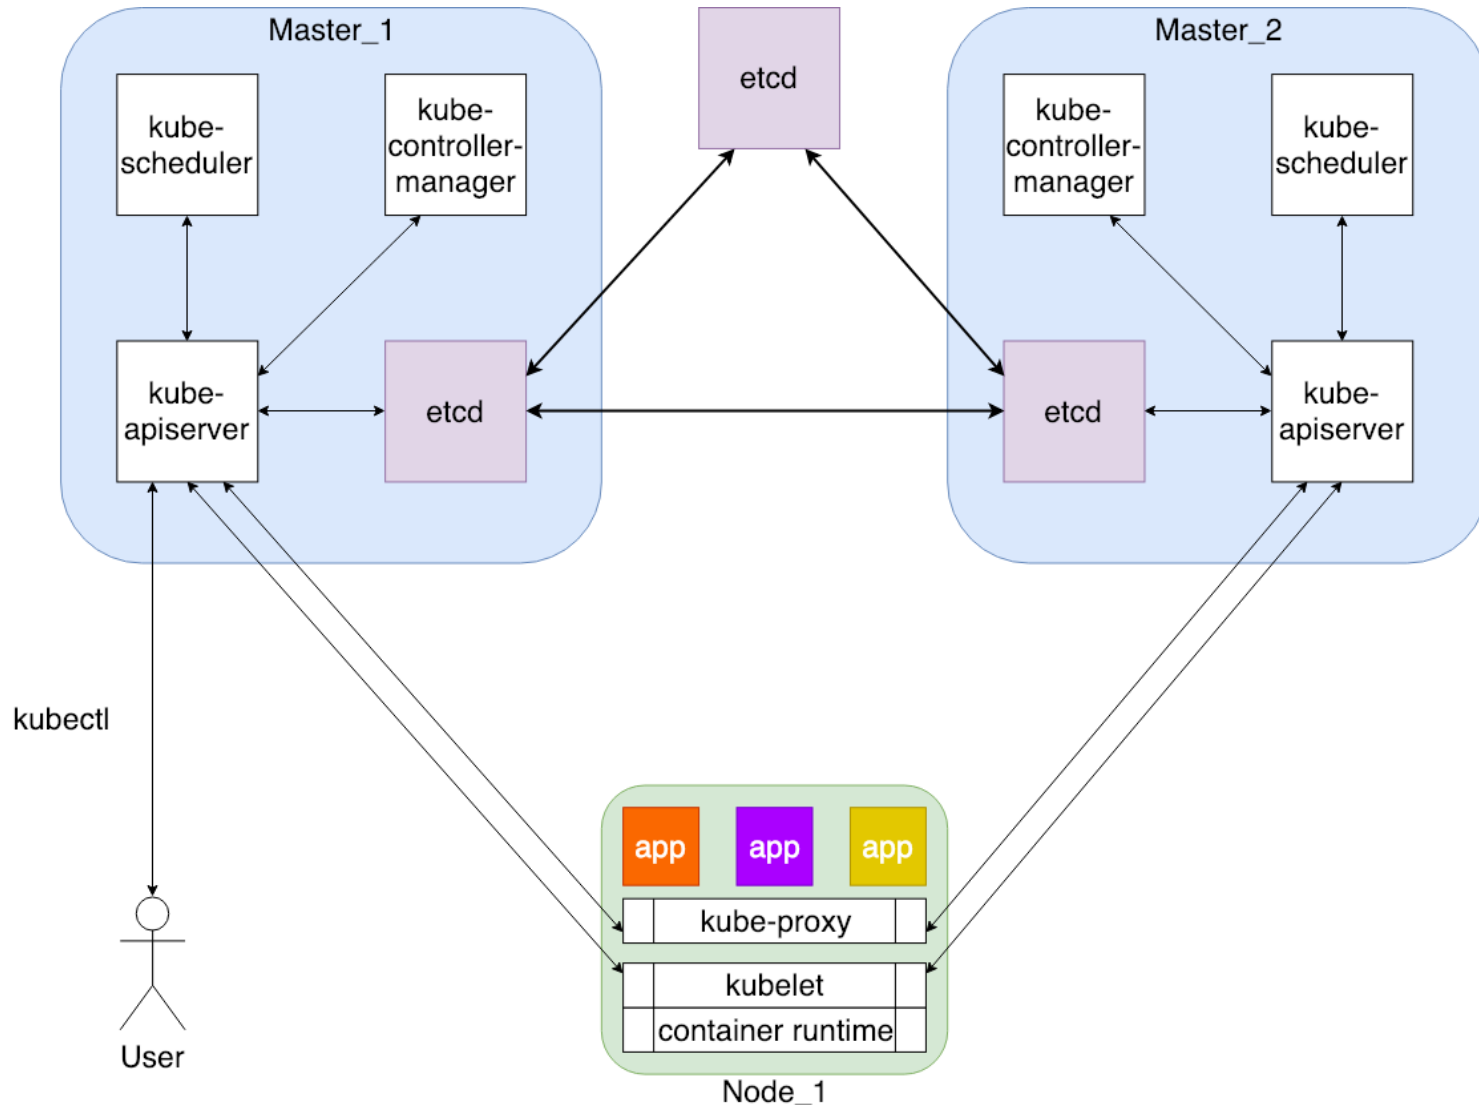 Master_1
kube-
scheduler
kube-
controller-
manager
kube-
apiserver
etcd
etcd
Master_2
kube-
controller-
manager
kube-
scheduler
etcd
kube-
apiserver
kubectl
User
app
app
app
kube-proxy
kubelet
container runtime
Node_1